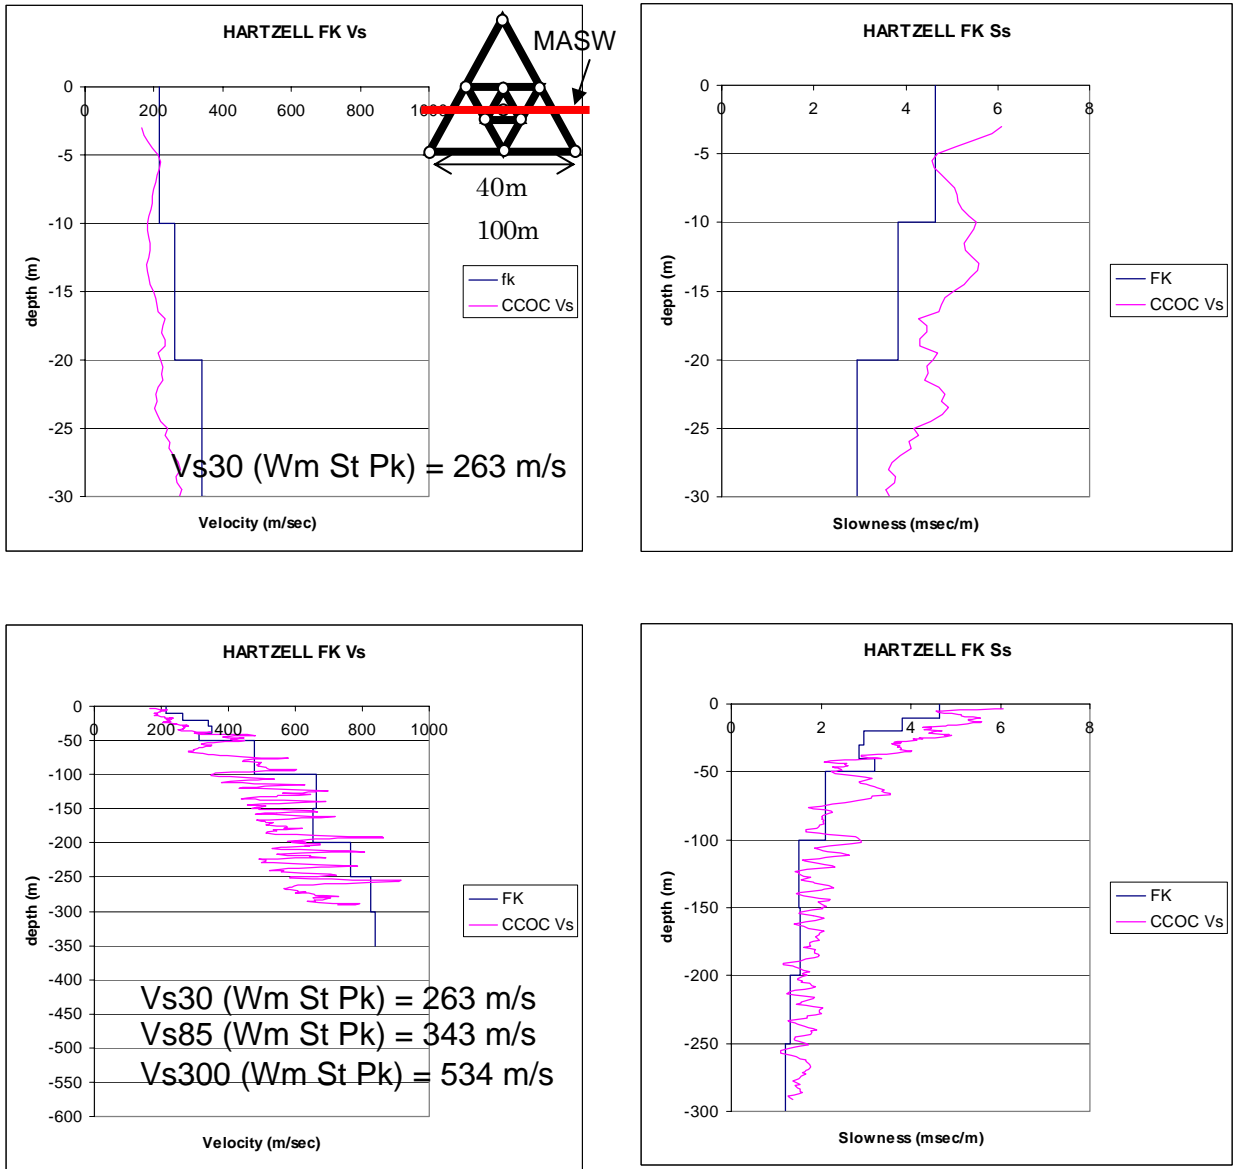 HARTZELL FK Vs
MASW
0
0 200 400 600 800 1000
-5
-10
-15
-20
-25
-30
depth (m)
40m
100m
fk
CCOC Vs
Vs30 (Wm St Pk) = 263 m/s
Velocity (m/sec)
HARTZELL FK Ss
0
0 2 4 6 8
-5
-10
-15
-20
-25
-30
depth (m)
FK
CCOC Vs
Slowness (msec/m)
HARTZELL FK Vs
0
0 200 400 600 800 1000
-50
-100
-150
-200
-250
-300
-350
-400
-450
-500
-550
-600
depth (m)
FK
CCOC Vs
Vs30 (Wm St Pk) = 263 m/s
Vs85 (Wm St Pk) = 343 m/s
Vs300 (Wm St Pk) = 534 m/s
Velocity (m/sec)
HARTZELL FK Ss
0
0 2 4 6 8
-50
-100
-150
-200
-250
-300
depth (m)
FK
CCOC Vs
Slowness (msec/m)